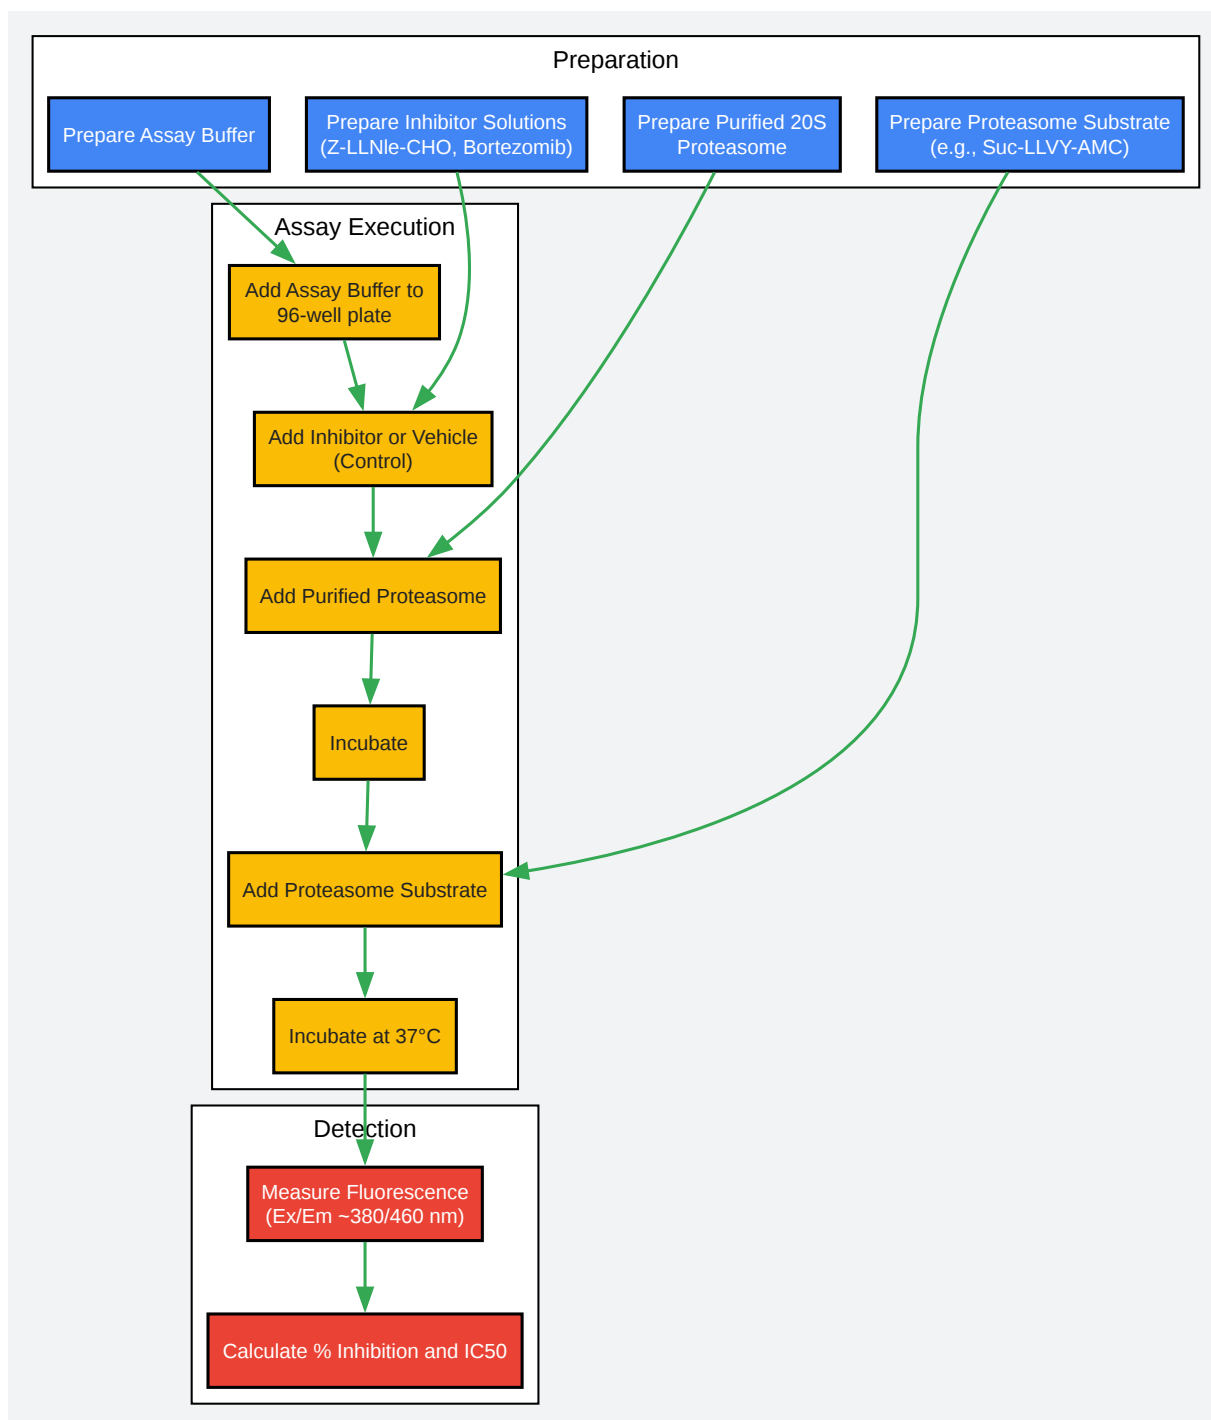 Preparation
Prepare Assay Buffer
Prepare Inhibitor Solutions
(Z-LLNle-CHO, Bortezomib)
Prepare Purified 20S
Proteasome
Prepare Proteasome Substrate
(e.g., Suc-LLVY-AMC)
Assay Execution
Add Assay Buffer to
96-well plate
Add Inhibitor or Vehicle
(Control)
Add Purified Proteasome
Incubate
Add Proteasome Substrate
Incubate at 37°C
Detection
Measure Fluorescence
(Ex/Em ~380/460 nm)
Calculate % Inhibition and IC50